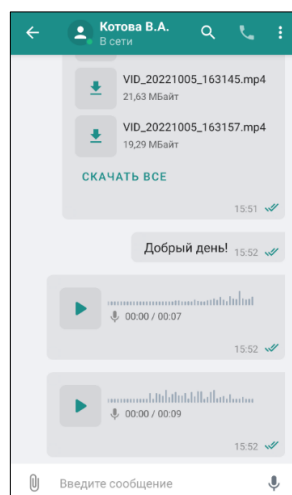 Котова В.А.
В сети
VID_20221005_163145.mp4
21,63 МБайт
VID_20221005_163157.mp4
19,29 МБайт
СКАЧАТЬ ВСЕ
15:51
Добрый день! 15:52
00:00 / 00:07
15:52
00:00 / 00:09
15:52
Введите сообщение